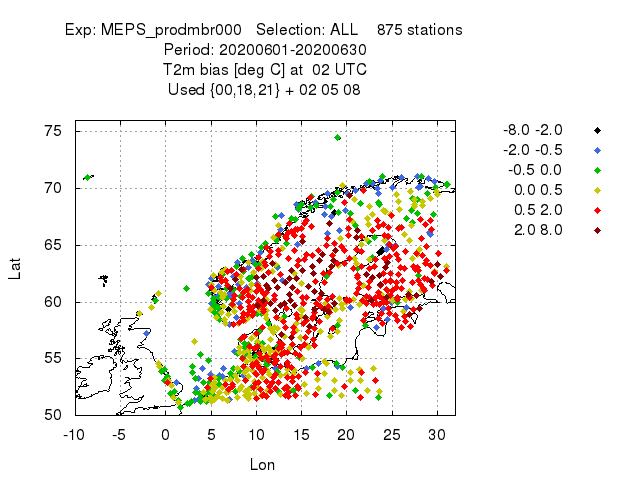 Exp: MEPS_prodmbr000 Selection: ALL 875 stations
Period: 20200601-20200630
T2m bias [deg C] at 02 UTC
Used {00,18,21} + 02 05 08
-8.0 -2.0
-2.0 -0.5
-0.5 0.0
0.0 0.5
0.5 2.0
2.0 8.0
Lat
75
70
65
60
55
50
-10 -5 0 5 10 15 20 25 30
Lon